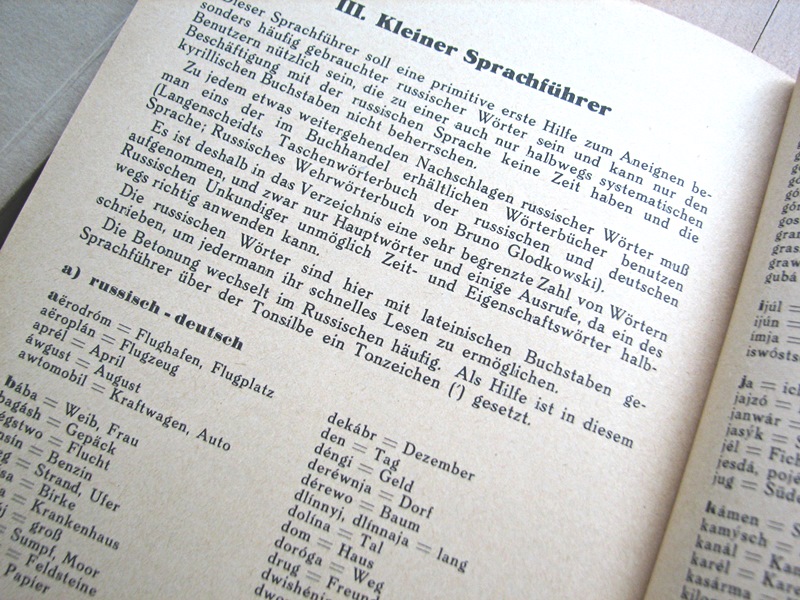 III. Kleiner Sprachführer
Dieser Sprachführer soll eine primitive erste Hilfe zum Aneignen be-
sonders häufig gebrauchter russischer Wörter sein und kann nur den
Benutzern nützlich sein, die zu einer auch nur halbwegs systematischen
Beschäftigung mit der russischen Sprache keine Zeit haben und die
kyrillischen Buchstaben nicht beherrschen.
Zu jedem etwas weitergehenden Nachschlagen russischer Wörter muß
man eins der im Buchhandel erhältlichen Wörterbücher benutzen
(Langenscheidts Taschenwörterbuch der russischen und deutschen
Sprache; Russisches Wehrwörterbuch von Bruno Glodkowski).
Es ist deshalb in das Verzeichnis eine sehr begrenzte Zahl von Wörtern
aufgenommen, und zwar nur Hauptwörter und einige Ausrufe, da ein des
Russischen Unkundiger unmöglich Zeit- und Eigenschaftswörter halb-
wegs richtig anwenden kann.
Die russischen Wörter sind hier mit lateinischen Buchstaben ge-
schrieben, um jedermann ihr schnelles Lesen zu ermöglichen.
Die Betonung wechselt im Russischen häufig. Als Hilfe ist in diesem
Sprachführer über der Tonsilbe ein Tonzeichen (´) gesetzt.
a) russisch - deutsch
aërodróm = Flughafen, Flugplatz
aëroplán = Flugzeug
aprél = April
áwgust = August
awtomobil = Kraftwagen, Auto
bába = Weib, Frau
bagásh = Gepäck
= Flucht
= Benzin
= Strand, Ufer
= Birke
= Krankenhaus
= groß
= Sumpf, Moor
= Feldsteine
Papier
dekábr = Dezember
den = Tag
déngi = Geld
deréwnja = Dorf
dérewo = Baum
dlínnyj, dlínnaja = lang
dolína = Tal
dom = Haus
doróga = Weg
drug = Freund
gubá
ijúl =
ijún =
ímja =
Ja = ich
jajzó =
janwár =
jasýk =
jél =
jesdá,
jug =
kámen =
kamýsch =
kanál =
karél =
kasárma =